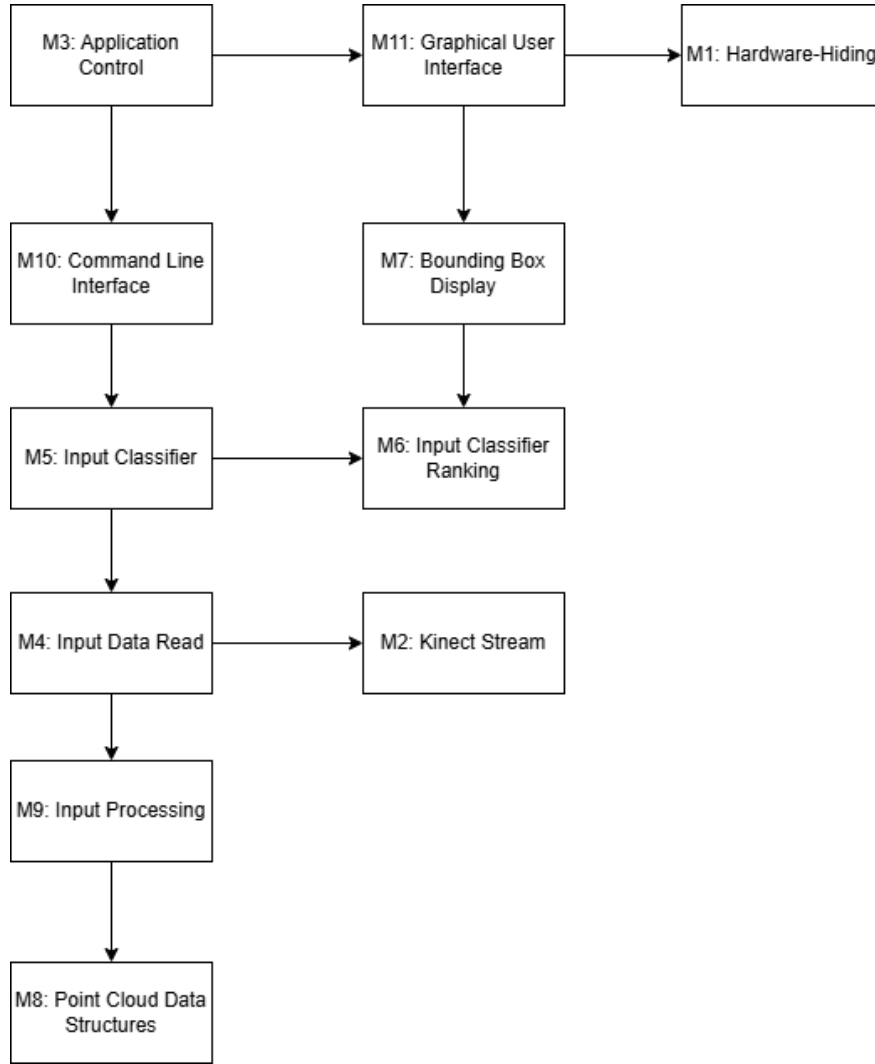 M3: Application
Control
M11: Graphical User
Interface
M1: Hardware-Hiding
M10: Command Line
Interface
M7: Bounding Box
Display
M5: Input Classifier
M6: Input Classifier
Ranking
M4: Input Data Read
M2: Kinect Stream
M9: Input Processing
M8: Point Cloud Data
Structures